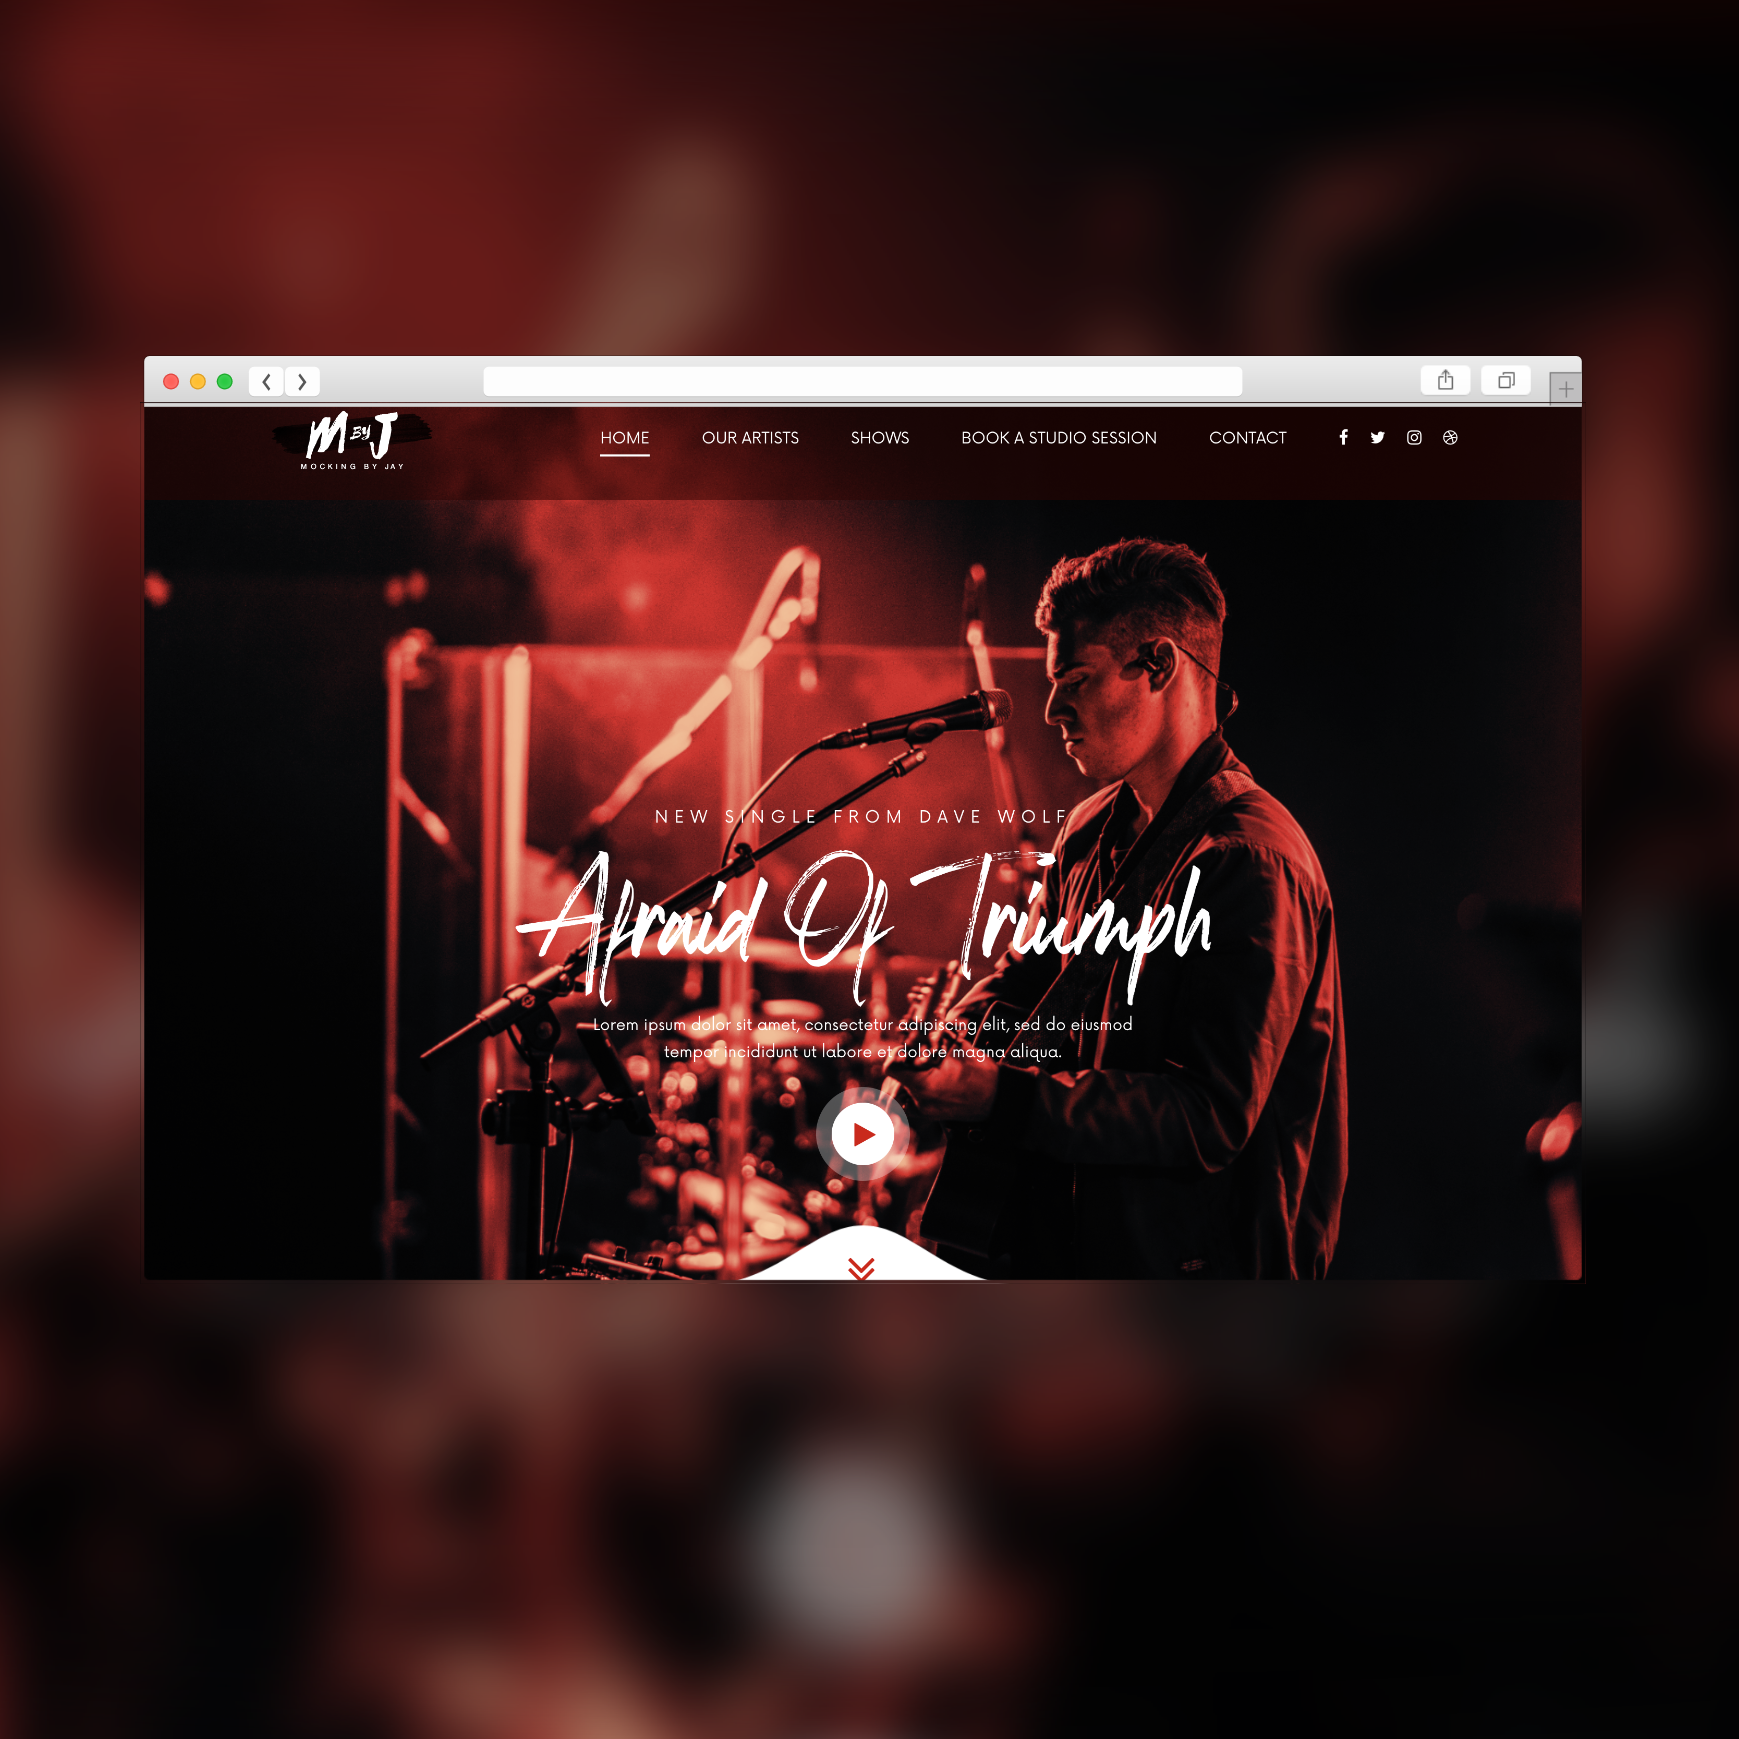 M BY J
MOCKING BY JAY
HOME OUR ARTISTS SHOWS BOOK A STUDIO SESSION CONTACT
NEW SINGLE FROM DAVE WOLF
Afraid Of Triumph
Lorem ipsum dolor sit amet, consectetur adipiscing elit, sed do eiusmod
tempor incididunt ut labore et dolore magna aliqua.